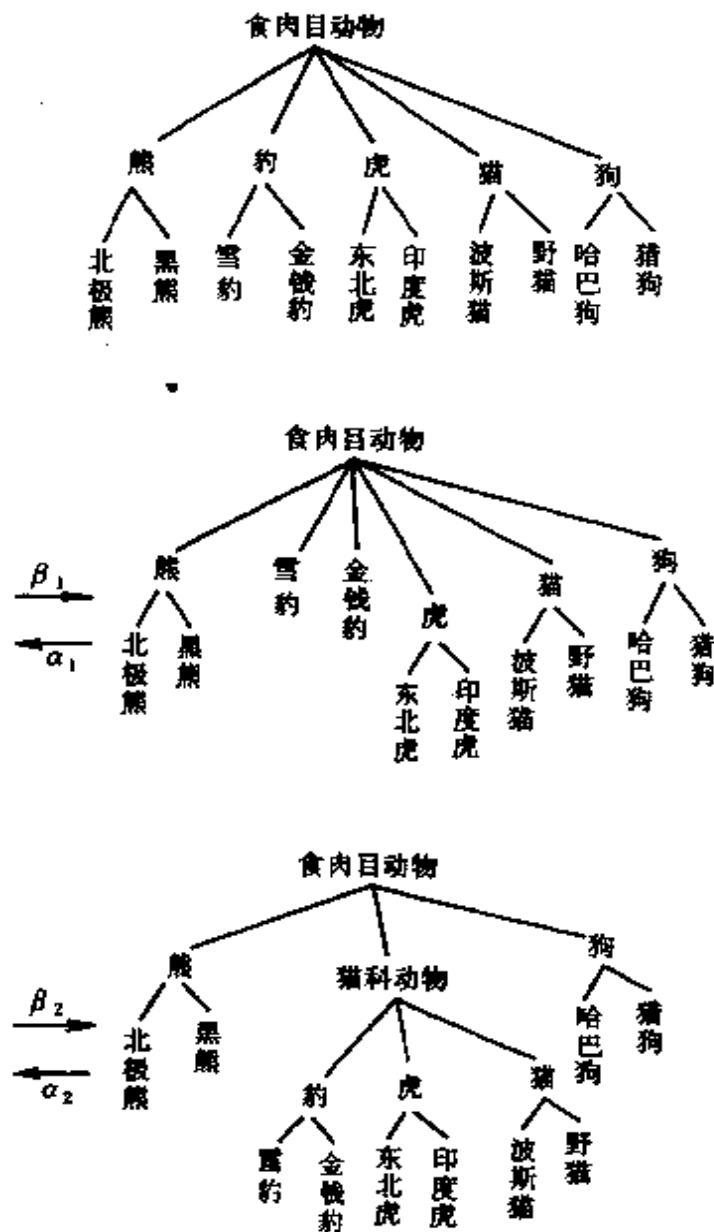 食肉目动物
熊 豹 虎 猫 狗
北极熊 黑熊 雪豹 金钱豹 东北虎 印度虎 波斯猫 野猫 哈巴狗 猎狗
食肉目动物
β₁ 熊 雪豹 金钱豹 虎 猫 狗
α₁ 北极熊 黑熊 东北虎 印度虎 波斯猫 野猫 哈巴狗 猎狗
食肉目动物
熊 猫科动物 狗
β₂ 北极熊 黑熊 哈巴狗 猎狗
α₂ 豹 虎 猫
雪豹 金钱豹 东北虎 印度虎 波斯猫 野猫